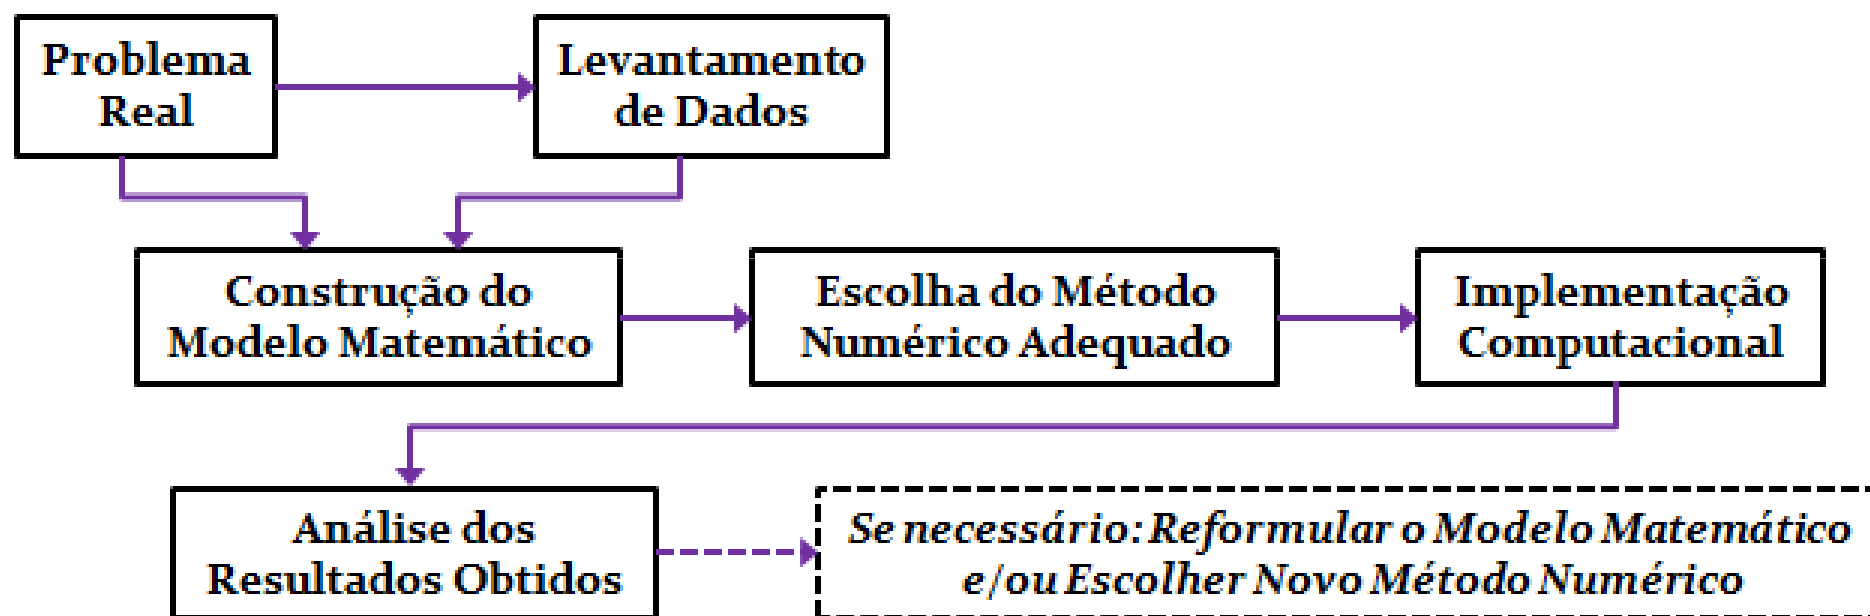 Problema
Real
Levantamento
de Dados
Construção do
Modelo Matemático
Escolha do Método
Numérico Adequado
Implementação
Computacional
Análise dos
Resultados Obtidos
Se necessário: Reformular o Modelo Matemático
e/ou Escolher Novo Método Numérico